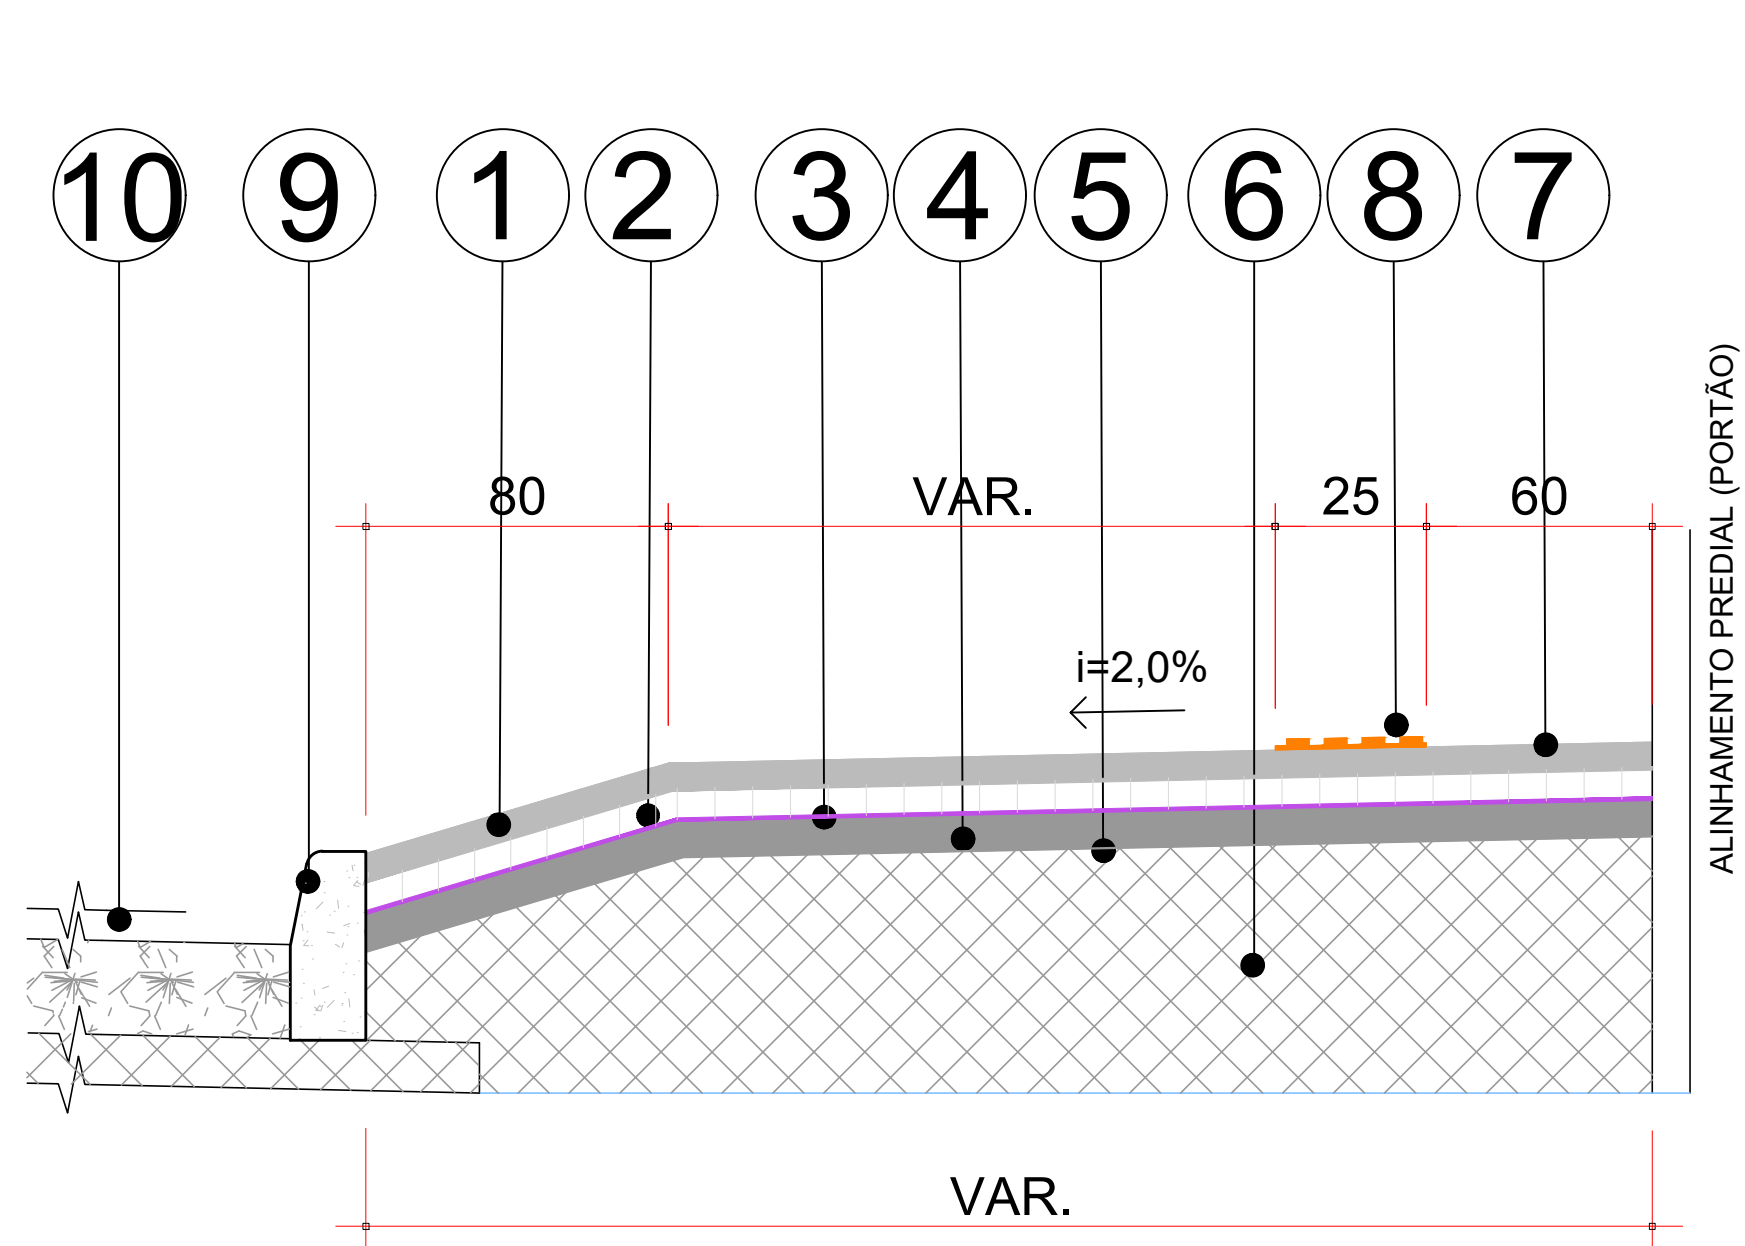 10 9 1 2 3 4 5 6 8 7
80 VAR. 25 60
i=2,0%
ALINHAMENTO PREDIAL (PORTÃO)
VAR.